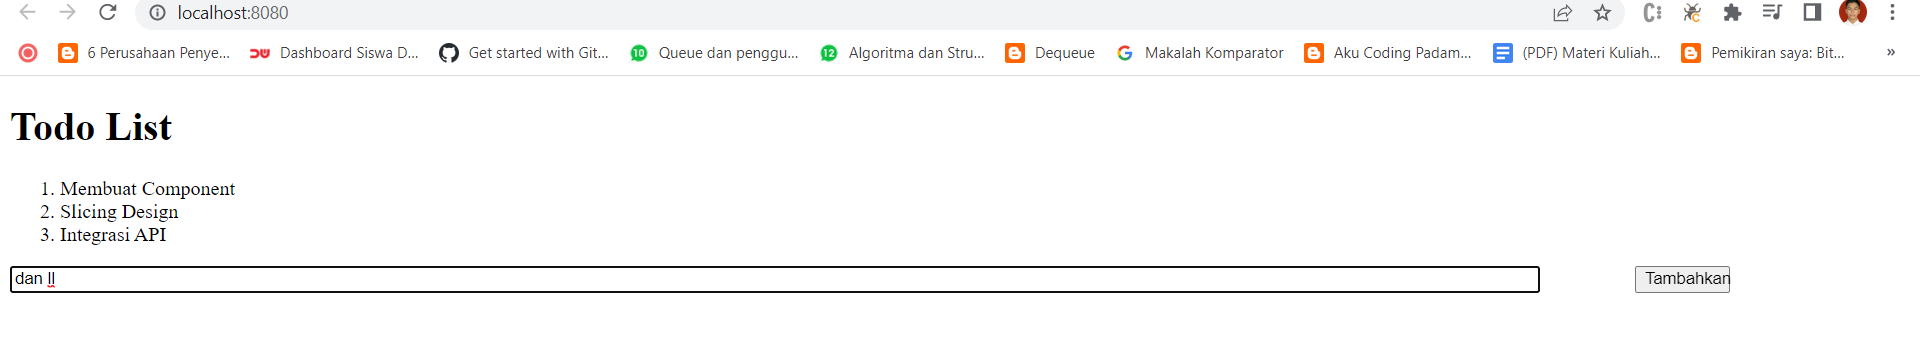 localhost:8080
6 Perusahaan Penye... Dashboard Siswa D... Get started with Git... 10 Queue dan penggu... 12 Algoritma dan Stru... Dequeue Makalah Komparator Aku Coding Padam... (PDF) Materi Kuliah... Pemikiran saya: Bit... »
Todo List
1. Membuat Component
2. Slicing Design
3. Integrasi API
dan ll Tambahkan